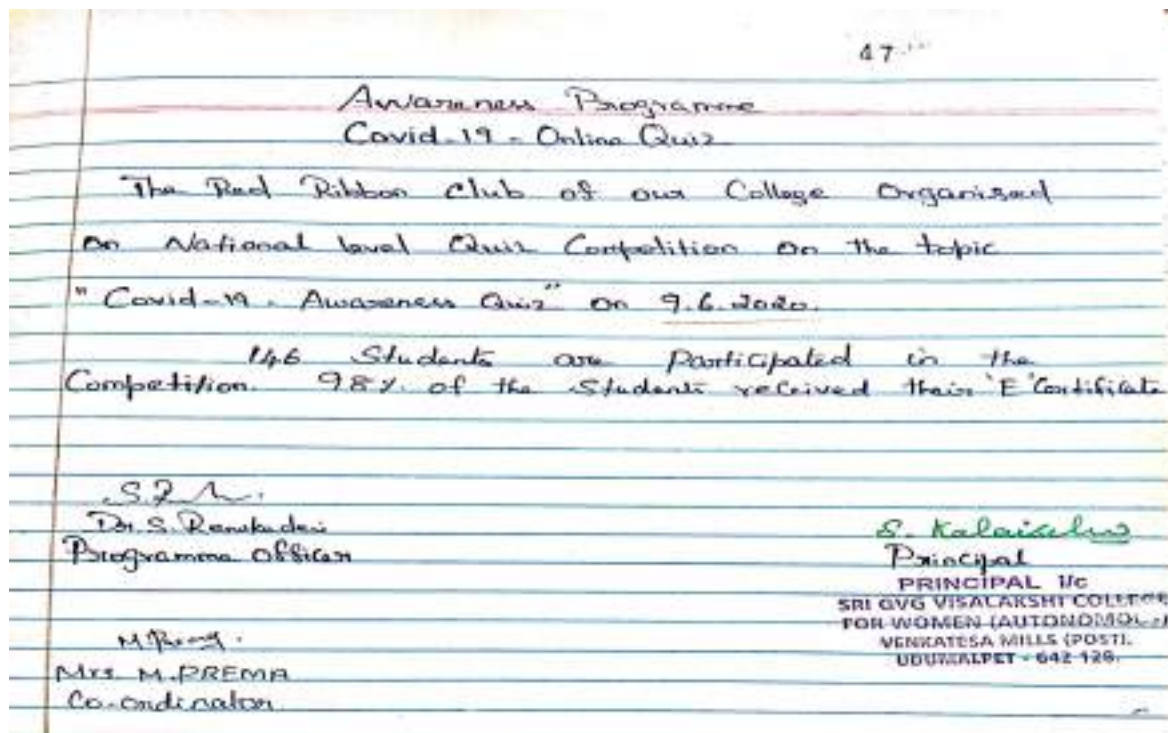 47
Awareness Programme
Covid-19 - Online Quiz
The Red Ribbon Club of our College Organised
on National level Quiz Competition on the topic
"Covid-19 - Awareness Quiz" on 9.6.2020.
146 Students are Participated in the
Competition. 98% of the Students received their 'E' Certificate
Dr. S. Renukadevi
Programme Officer
S. Kalaiselvi
Principal
PRINCIPAL I/c
SRI GVG VISALAKSHI COLLEGE
FOR WOMEN (AUTONOMOUS)
VENKATESA MILLS (POST),
UDUMALPET - 642 128.
Mrs. M. PREMA
Co-ordinator